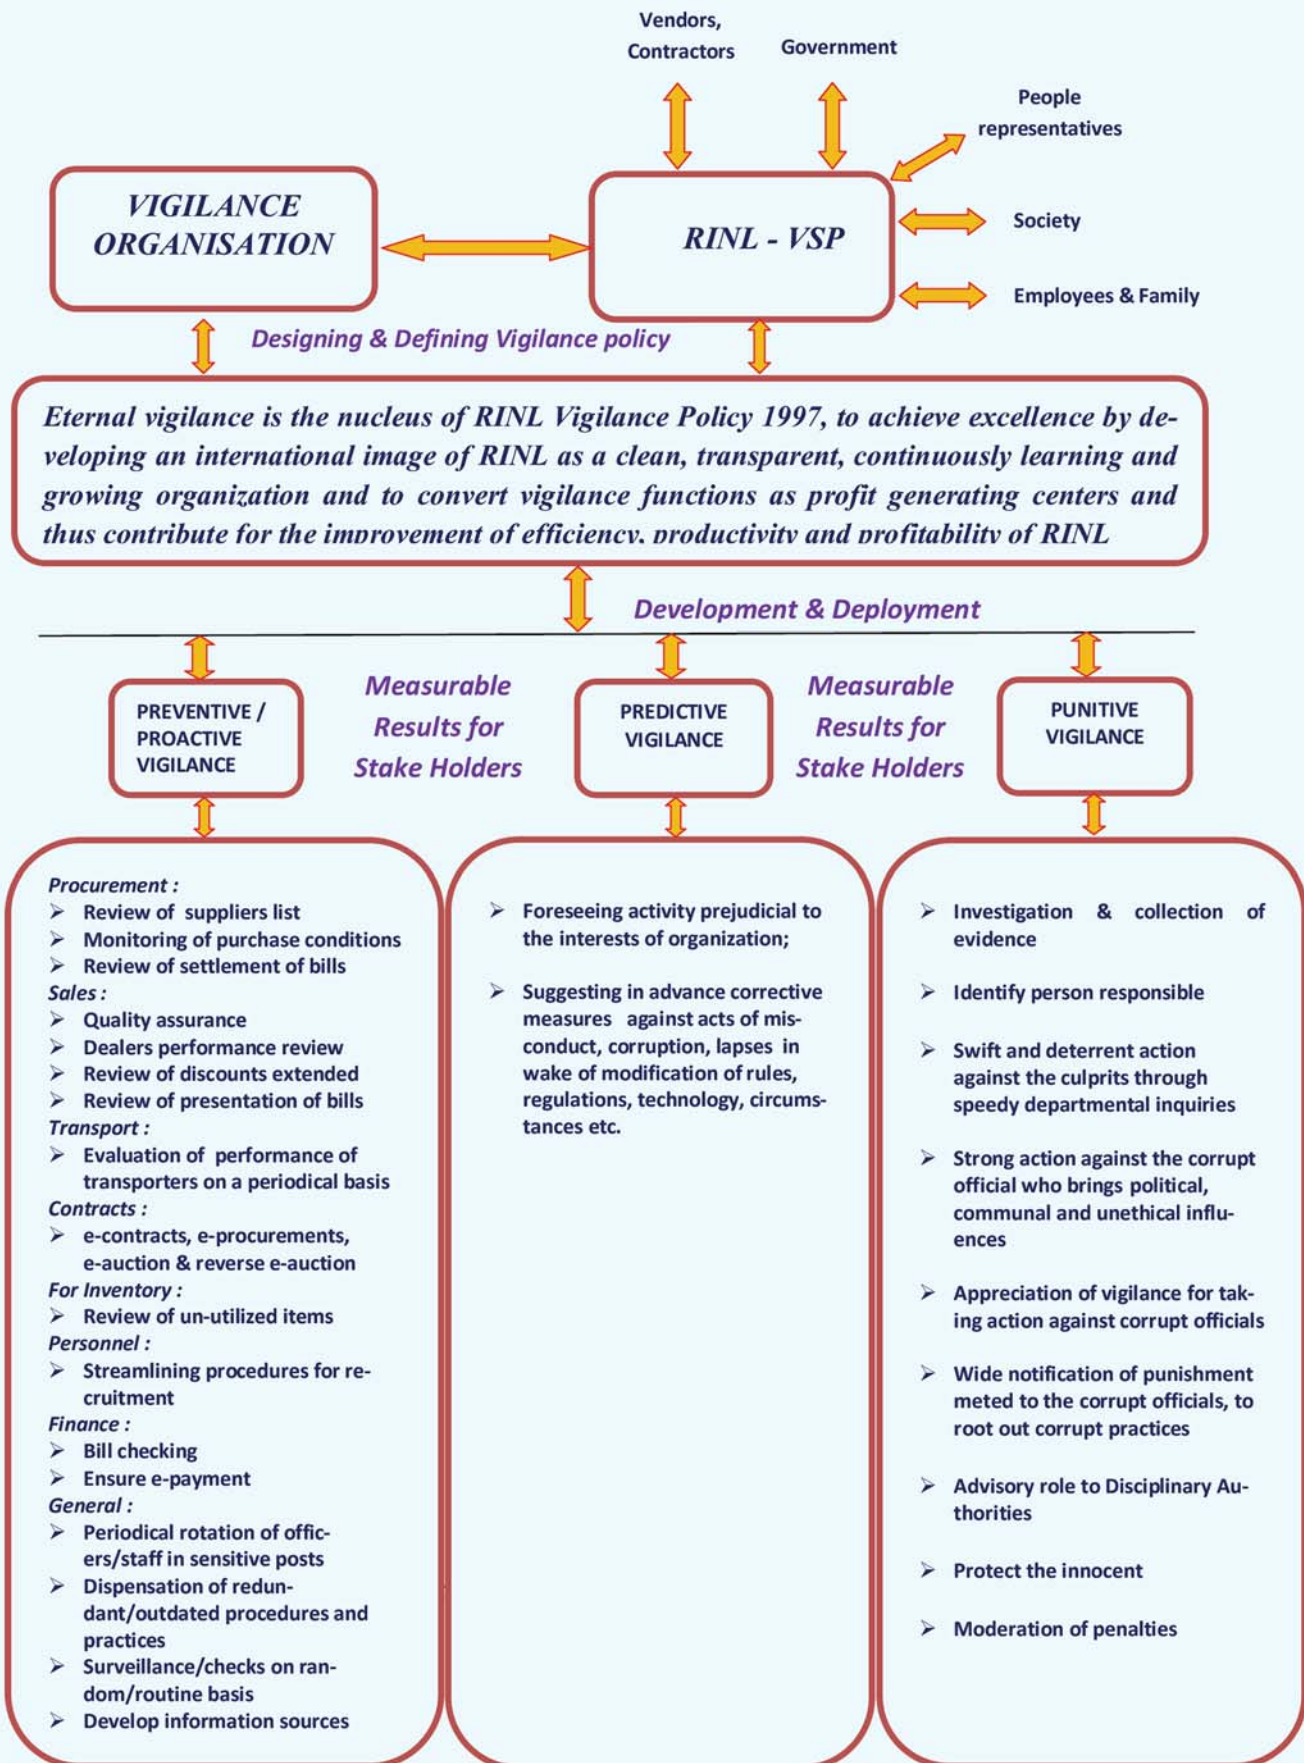 Vendors,
Contractors
Government
People
representatives
VIGILANCE
ORGANISATION
RINL - VSP
Society
Employees & Family
Designing & Defining Vigilance policy
Eternal vigilance is the nucleus of RINL Vigilance Policy 1997, to achieve excellence by de-
veloping an international image of RINL as a clean, transparent, continuously learning and
growing organization and to convert vigilance functions as profit generating centers and
thus contribute for the improvement of efficiency, productivity and profitability of RINL
Development & Deployment
PREVENTIVE /
PROACTIVE
VIGILANCE
Measurable
Results for
Stake Holders
PREDICTIVE
VIGILANCE
Measurable
Results for
Stake Holders
PUNITIVE
VIGILANCE
Procurement :
➢ Review of suppliers list
➢ Monitoring of purchase conditions
➢ Review of settlement of bills
Sales :
➢ Quality assurance
➢ Dealers performance review
➢ Review of discounts extended
➢ Review of presentation of bills
Transport :
➢ Evaluation of performance of
transporters on a periodical basis
Contracts :
➢ e-contracts, e-procurements,
e-auction & reverse e-auction
For Inventory :
➢ Review of un-utilized items
Personnel :
➢ Streamlining procedures for re-
cruitment
Finance :
➢ Bill checking
➢ Ensure e-payment
General :
➢ Periodical rotation of offic-
ers/staff in sensitive posts
➢ Dispensation of redun-
dant/outdated procedures and
practices
➢ Surveillance/checks on ran-
dom/routine basis
➢ Develop information sources
➢ Foreseeing activity prejudicial to
the interests of organization;
➢ Suggesting in advance corrective
measures against acts of mis-
conduct, corruption, lapses in
wake of modification of rules,
regulations, technology, circums-
tances etc.
➢ Investigation & collection of
evidence
➢ Identify person responsible
➢ Swift and deterrent action
against the culprits through
speedy departmental inquiries
➢ Strong action against the corrupt
official who brings political,
communal and unethical influ-
ences
➢ Appreciation of vigilance for tak-
ing action against corrupt officials
➢ Wide notification of punishment
meted to the corrupt officials, to
root out corrupt practices
➢ Advisory role to Disciplinary Au-
thorities
➢ Protect the innocent
➢ Moderation of penalties